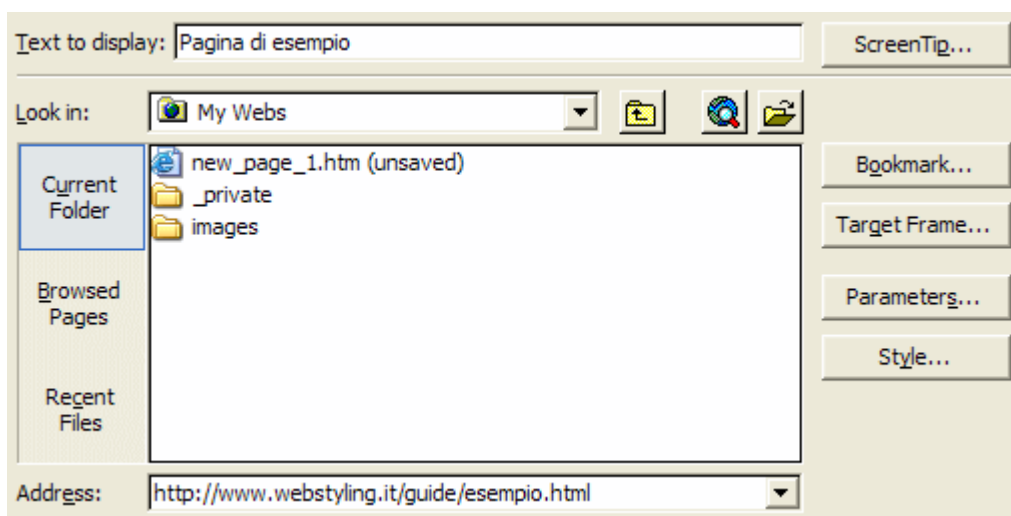 Text to display: Pagina di esempio ScreenTip...
Look in: My Webs
Current
Folder
new_page_1.htm (unsaved)
_private
images
Bookmark...
Target Frame...
Browsed
Pages
Parameters...
Style...
Recent
Files
Address: http://www.webstyling.it/guide/esempio.html